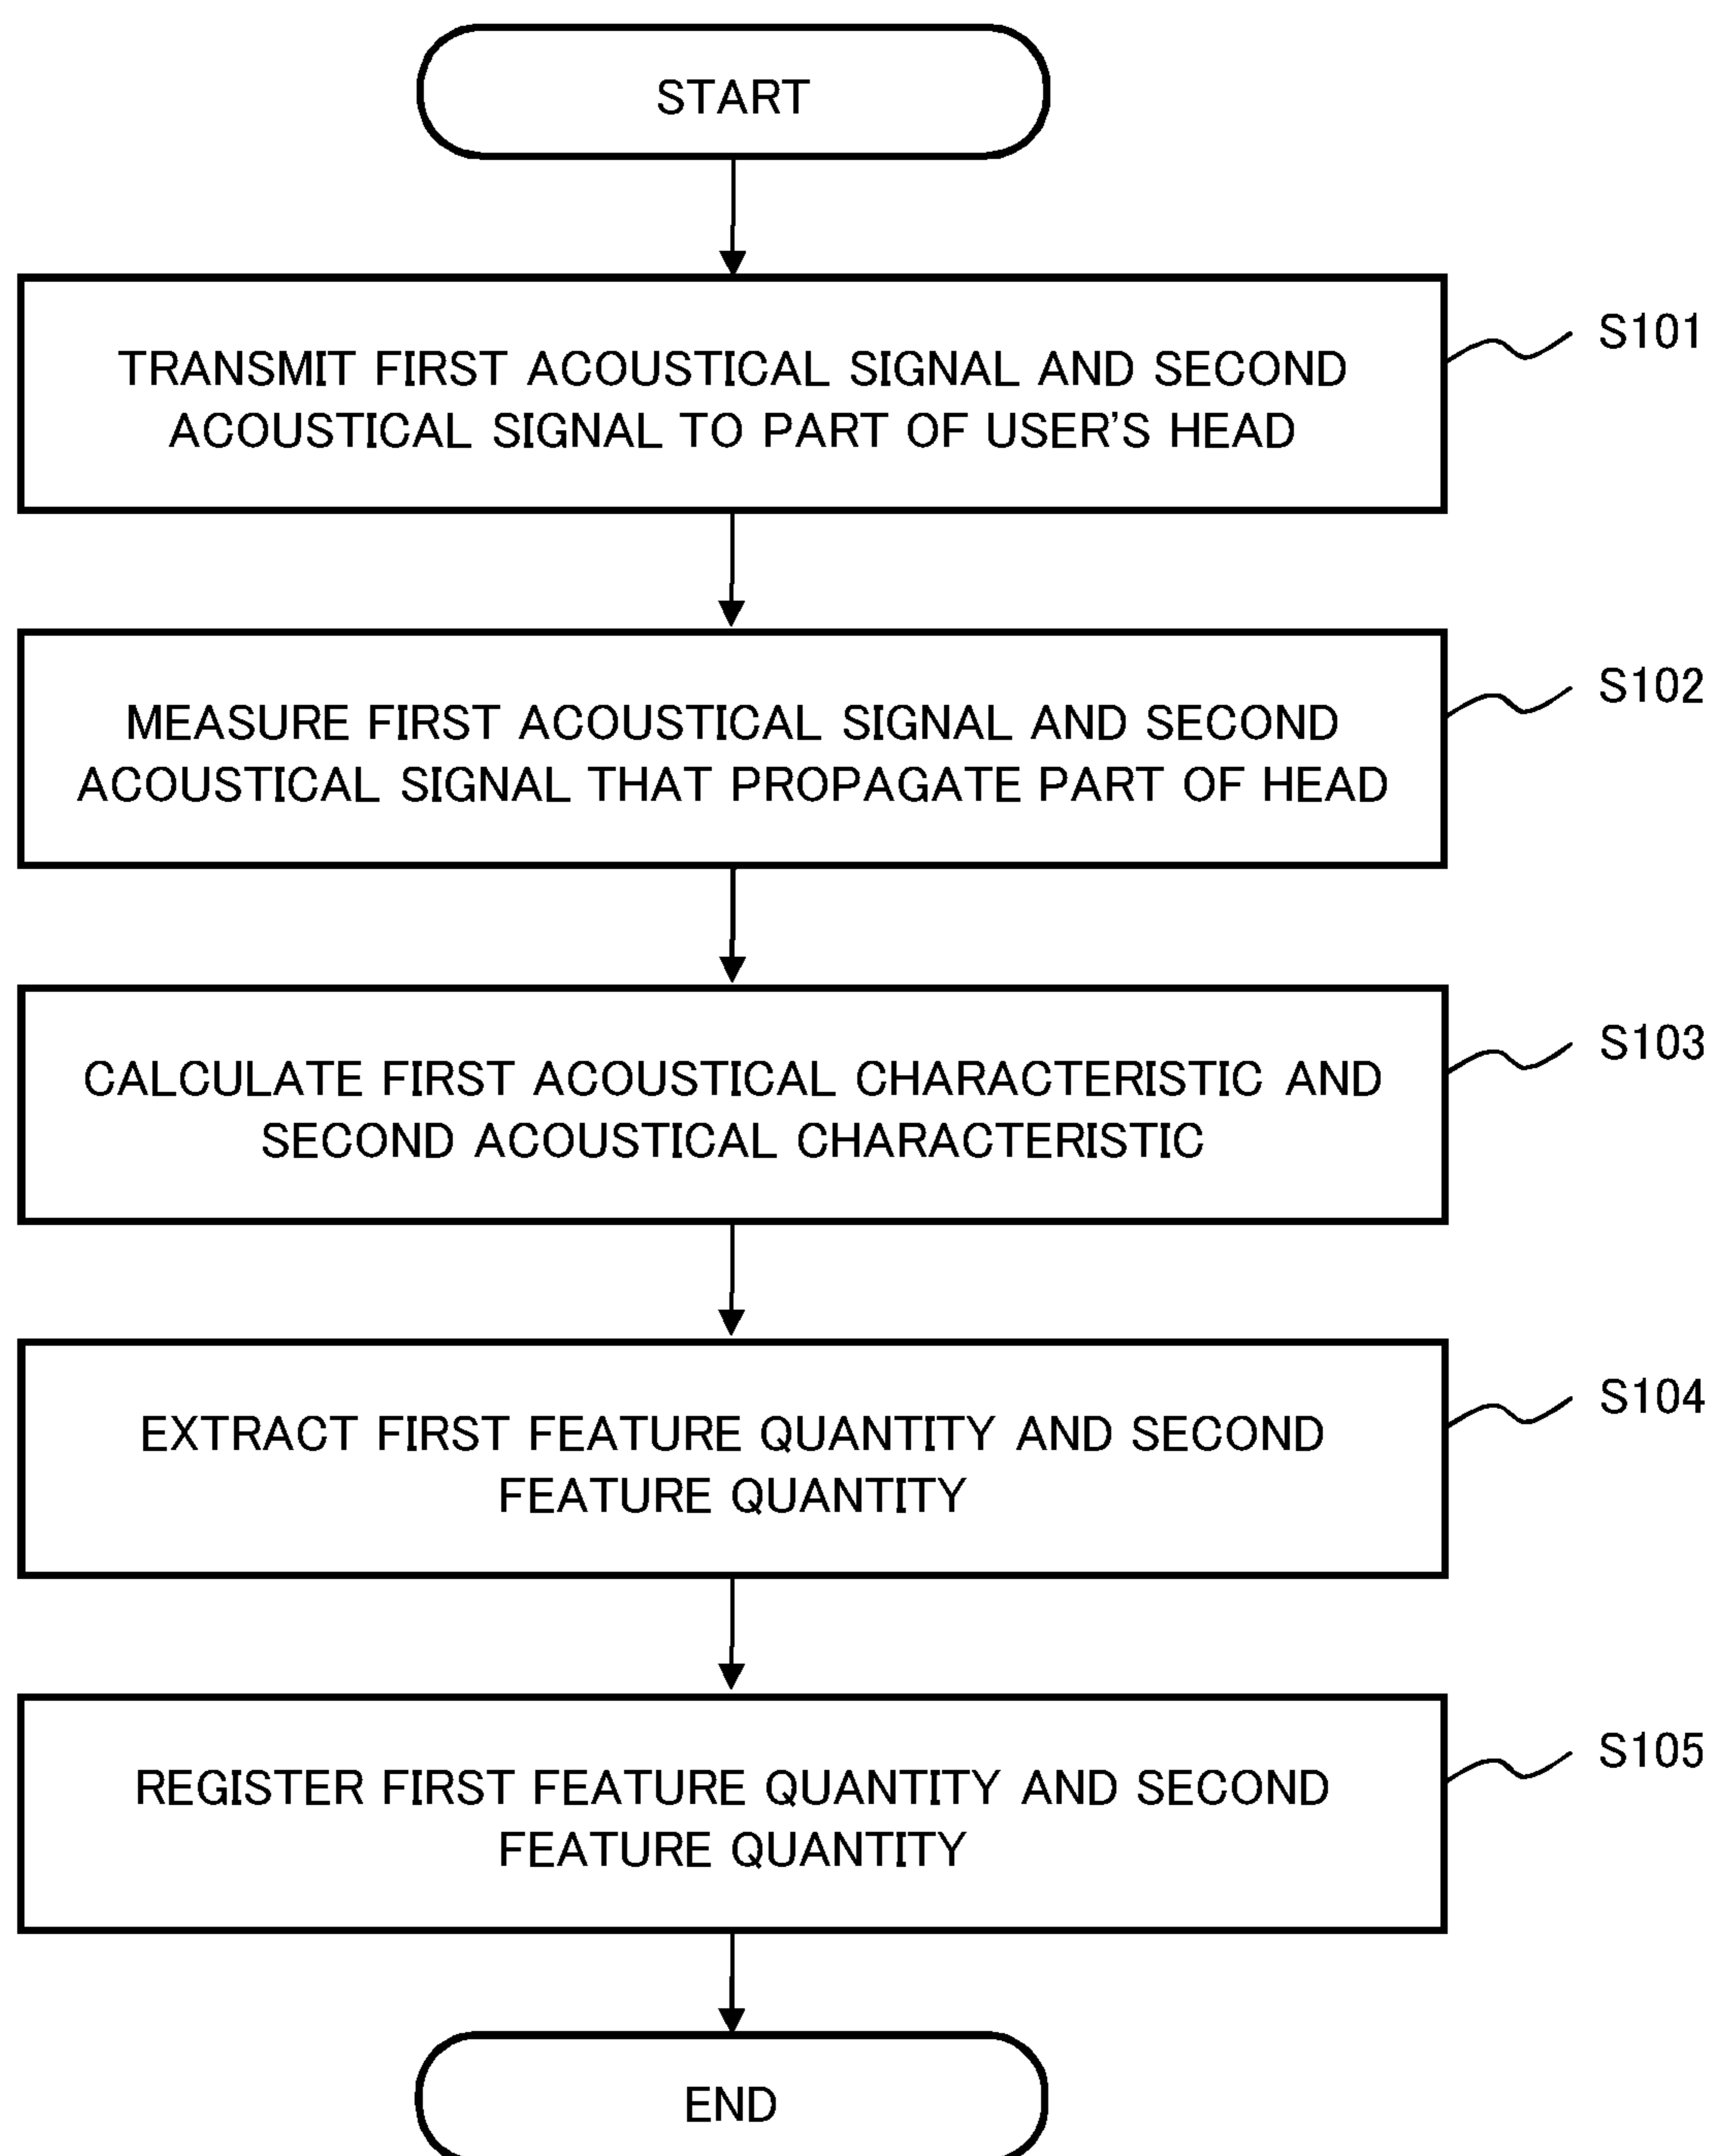 START
TRANSMIT FIRST ACOUSTICAL SIGNAL AND SECOND
ACOUSTICAL SIGNAL TO PART OF USER'S HEAD
S101
MEASURE FIRST ACOUSTICAL SIGNAL AND SECOND
ACOUSTICAL SIGNAL THAT PROPAGATE PART OF HEAD
S102
CALCULATE FIRST ACOUSTICAL CHARACTERISTIC AND
SECOND ACOUSTICAL CHARACTERISTIC
S103
EXTRACT FIRST FEATURE QUANTITY AND SECOND
FEATURE QUANTITY
S104
REGISTER FIRST FEATURE QUANTITY AND SECOND
FEATURE QUANTITY
S105
END